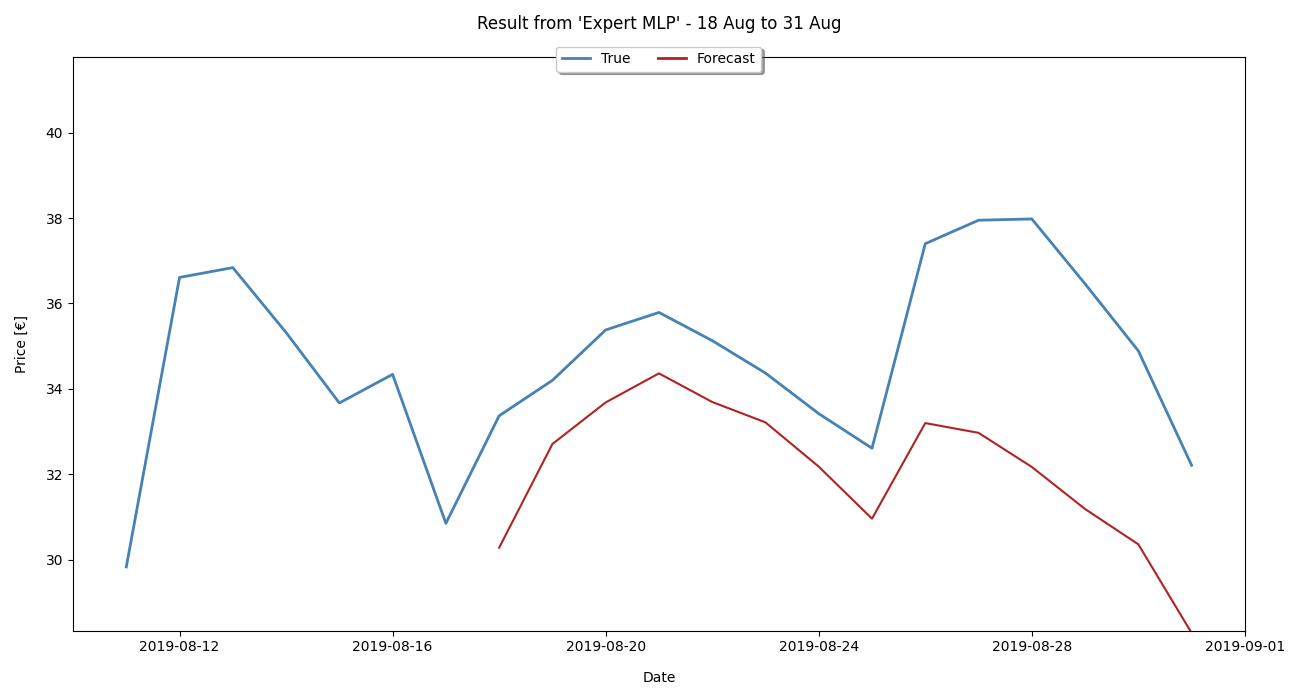 Result from 'Expert MLP' - 18 Aug to 31 Aug
True Forecast
40
38
36
34
32
30
Price [€]
2019-08-12 2019-08-16 2019-08-20 2019-08-24 2019-08-28 2019-09-01
Date